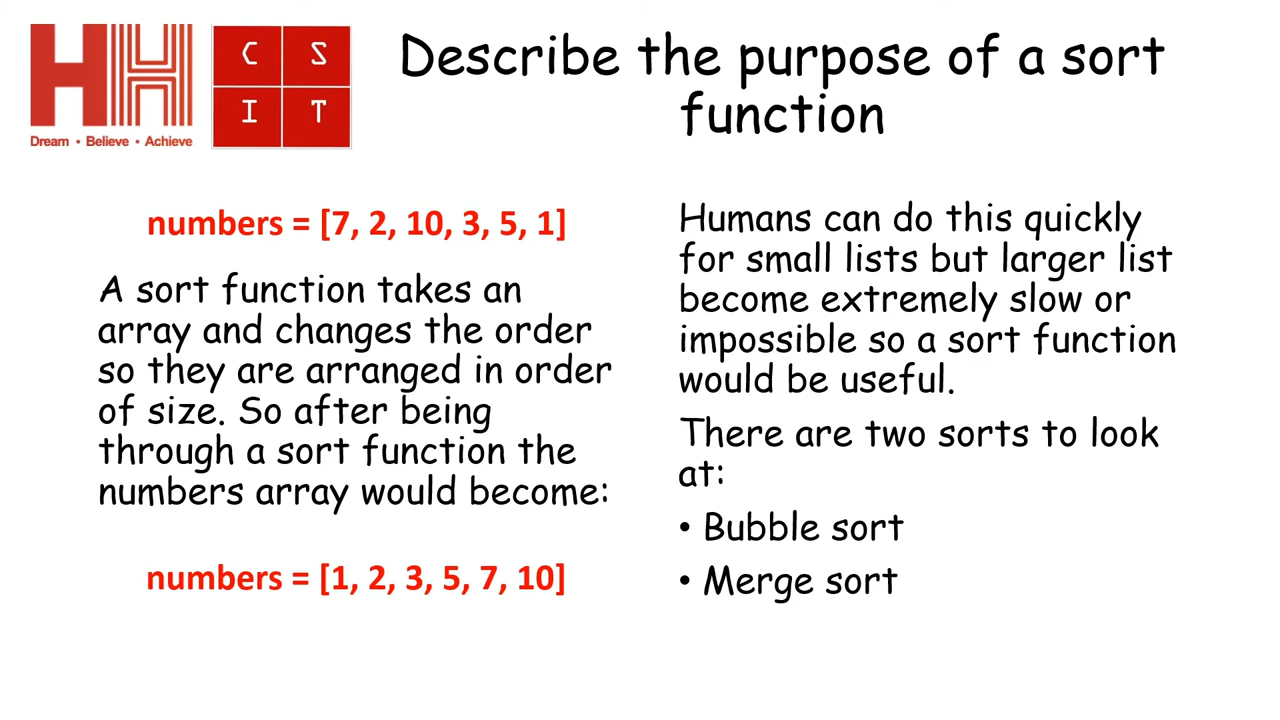 HH
Dream • Believe • Achieve
C S
I T
Describe the purpose of a sort
function
numbers = [7, 2, 10, 3, 5, 1]
A sort function takes an
array and changes the order
so they are arranged in order
of size. So after being
through a sort function the
numbers array would become:
numbers = [1, 2, 3, 5, 7, 10]
Humans can do this quickly
for small lists but larger list
become extremely slow or
impossible so a sort function
would be useful.
There are two sorts to look
at:
• Bubble sort
• Merge sort